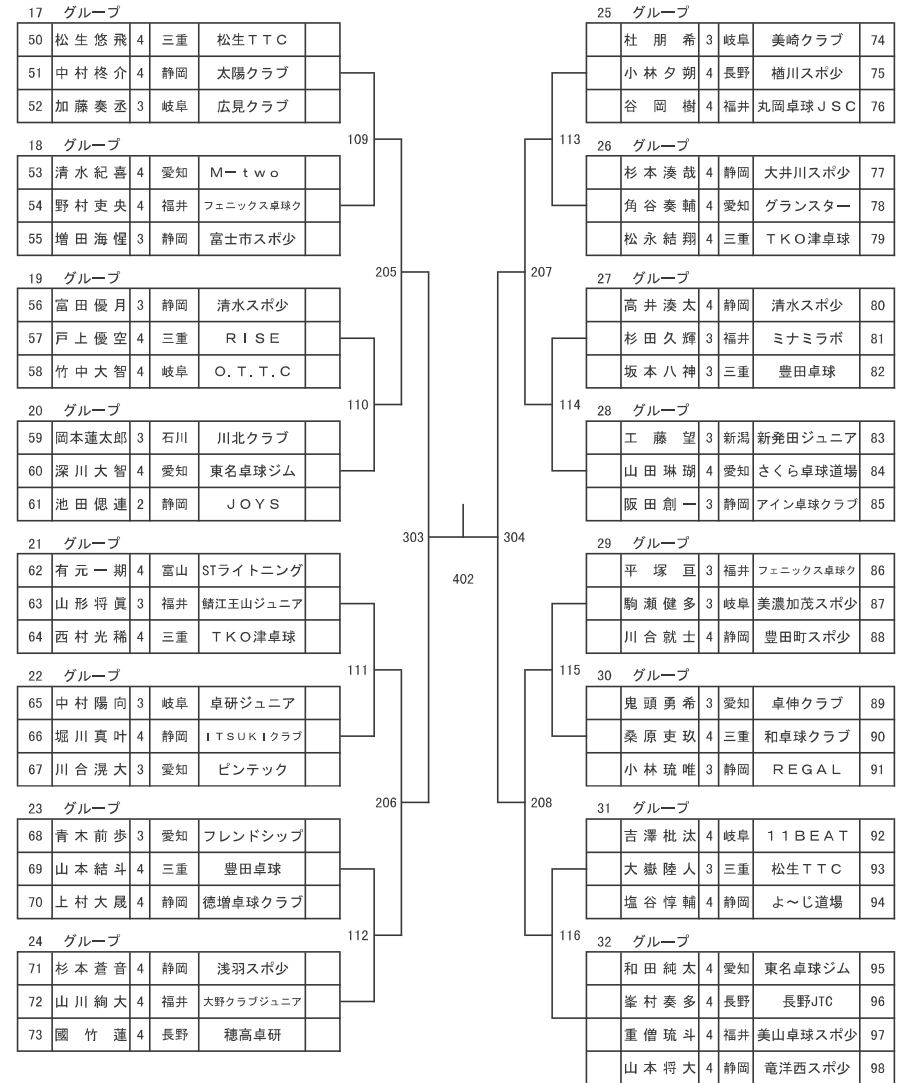 17 グループ
50 松生悠飛 4 三重 松生TTC
51 中村柊介 4 静岡 太陽クラブ
52 加藤奏丞 3 岐阜 広見クラブ
109
18 グループ
53 清水紀喜 4 愛知 M-two
54 野村吏央 4 福井 フェニックス卓球ク
55 増田海惺 3 静岡 富士市スポ少
205
19 グループ
56 富田優月 3 静岡 清水スポ少
57 戸上優空 4 三重 RISE
58 竹中大智 4 岐阜 O.T.T.C
110
20 グループ
59 岡本蓮太郎 3 石川 川北クラブ
60 深川大智 4 愛知 東名卓球ジム
61 池田偲連 2 静岡 JOYS
303
21 グループ
62 有元一期 4 富山 STライトニング
63 山形将眞 3 福井 鯖江王山ジュニア
64 西村光稀 4 三重 TKO津卓球
111
22 グループ
65 中村陽向 3 岐阜 卓研ジュニア
66 堀川真叶 4 静岡 ITSUKIクラブ
67 川合滉大 3 愛知 ピンテック
206
23 グループ
68 青木前歩 3 愛知 フレンドシップ
69 山本結斗 4 三重 豊田卓球
70 上村大晟 4 静岡 徳増卓球クラブ
112
24 グループ
71 杉本蒼音 4 静岡 浅羽スポ少
72 山川絢大 4 福井 大野クラブジュニア
73 國竹蓮 4 長野 穂高卓研
402
25 グループ
杜朋希 3 岐阜 美崎クラブ 74
小林夕朔 4 長野 楢川スポ少 75
谷岡樹 4 福井 丸岡卓球JSC 76
113
26 グループ
杉本湊哉 4 静岡 大井川スポ少 77
角谷奏輔 4 愛知 グランスター 78
松永結翔 4 三重 TKO津卓球 79
207
27 グループ
高井湊太 4 静岡 清水スポ少 80
杉田久輝 3 福井 ミナミラボ 81
坂本八神 3 三重 豊田卓球 82
114
28 グループ
工藤望 3 新潟 新発田ジュニア 83
山田琳瑚 4 愛知 さくら卓球道場 84
阪田創一 3 静岡 アイン卓球クラブ 85
304
29 グループ
平塚亘 3 福井 フェニックス卓球ク 86
駒瀬健多 3 岐阜 美濃加茂スポ少 87
川合就士 4 静岡 豊田町スポ少 88
115
30 グループ
鬼頭勇希 3 愛知 卓伸クラブ 89
桑原吏玖 4 三重 和卓球クラブ 90
小林琉唯 3 静岡 REGAL 91
208
31 グループ
吉澤枇汰 4 岐阜 11BEAT 92
大嶽陸人 3 三重 松生TTC 93
塩谷惇輔 4 静岡 よ~じ道場 94
116
32 グループ
和田純太 4 愛知 東名卓球ジム 95
峯村奏多 4 長野 長野JTC 96
重僧琉斗 4 福井 美山卓球スポ少 97
山本将大 4 静岡 竜洋西スポ少 98